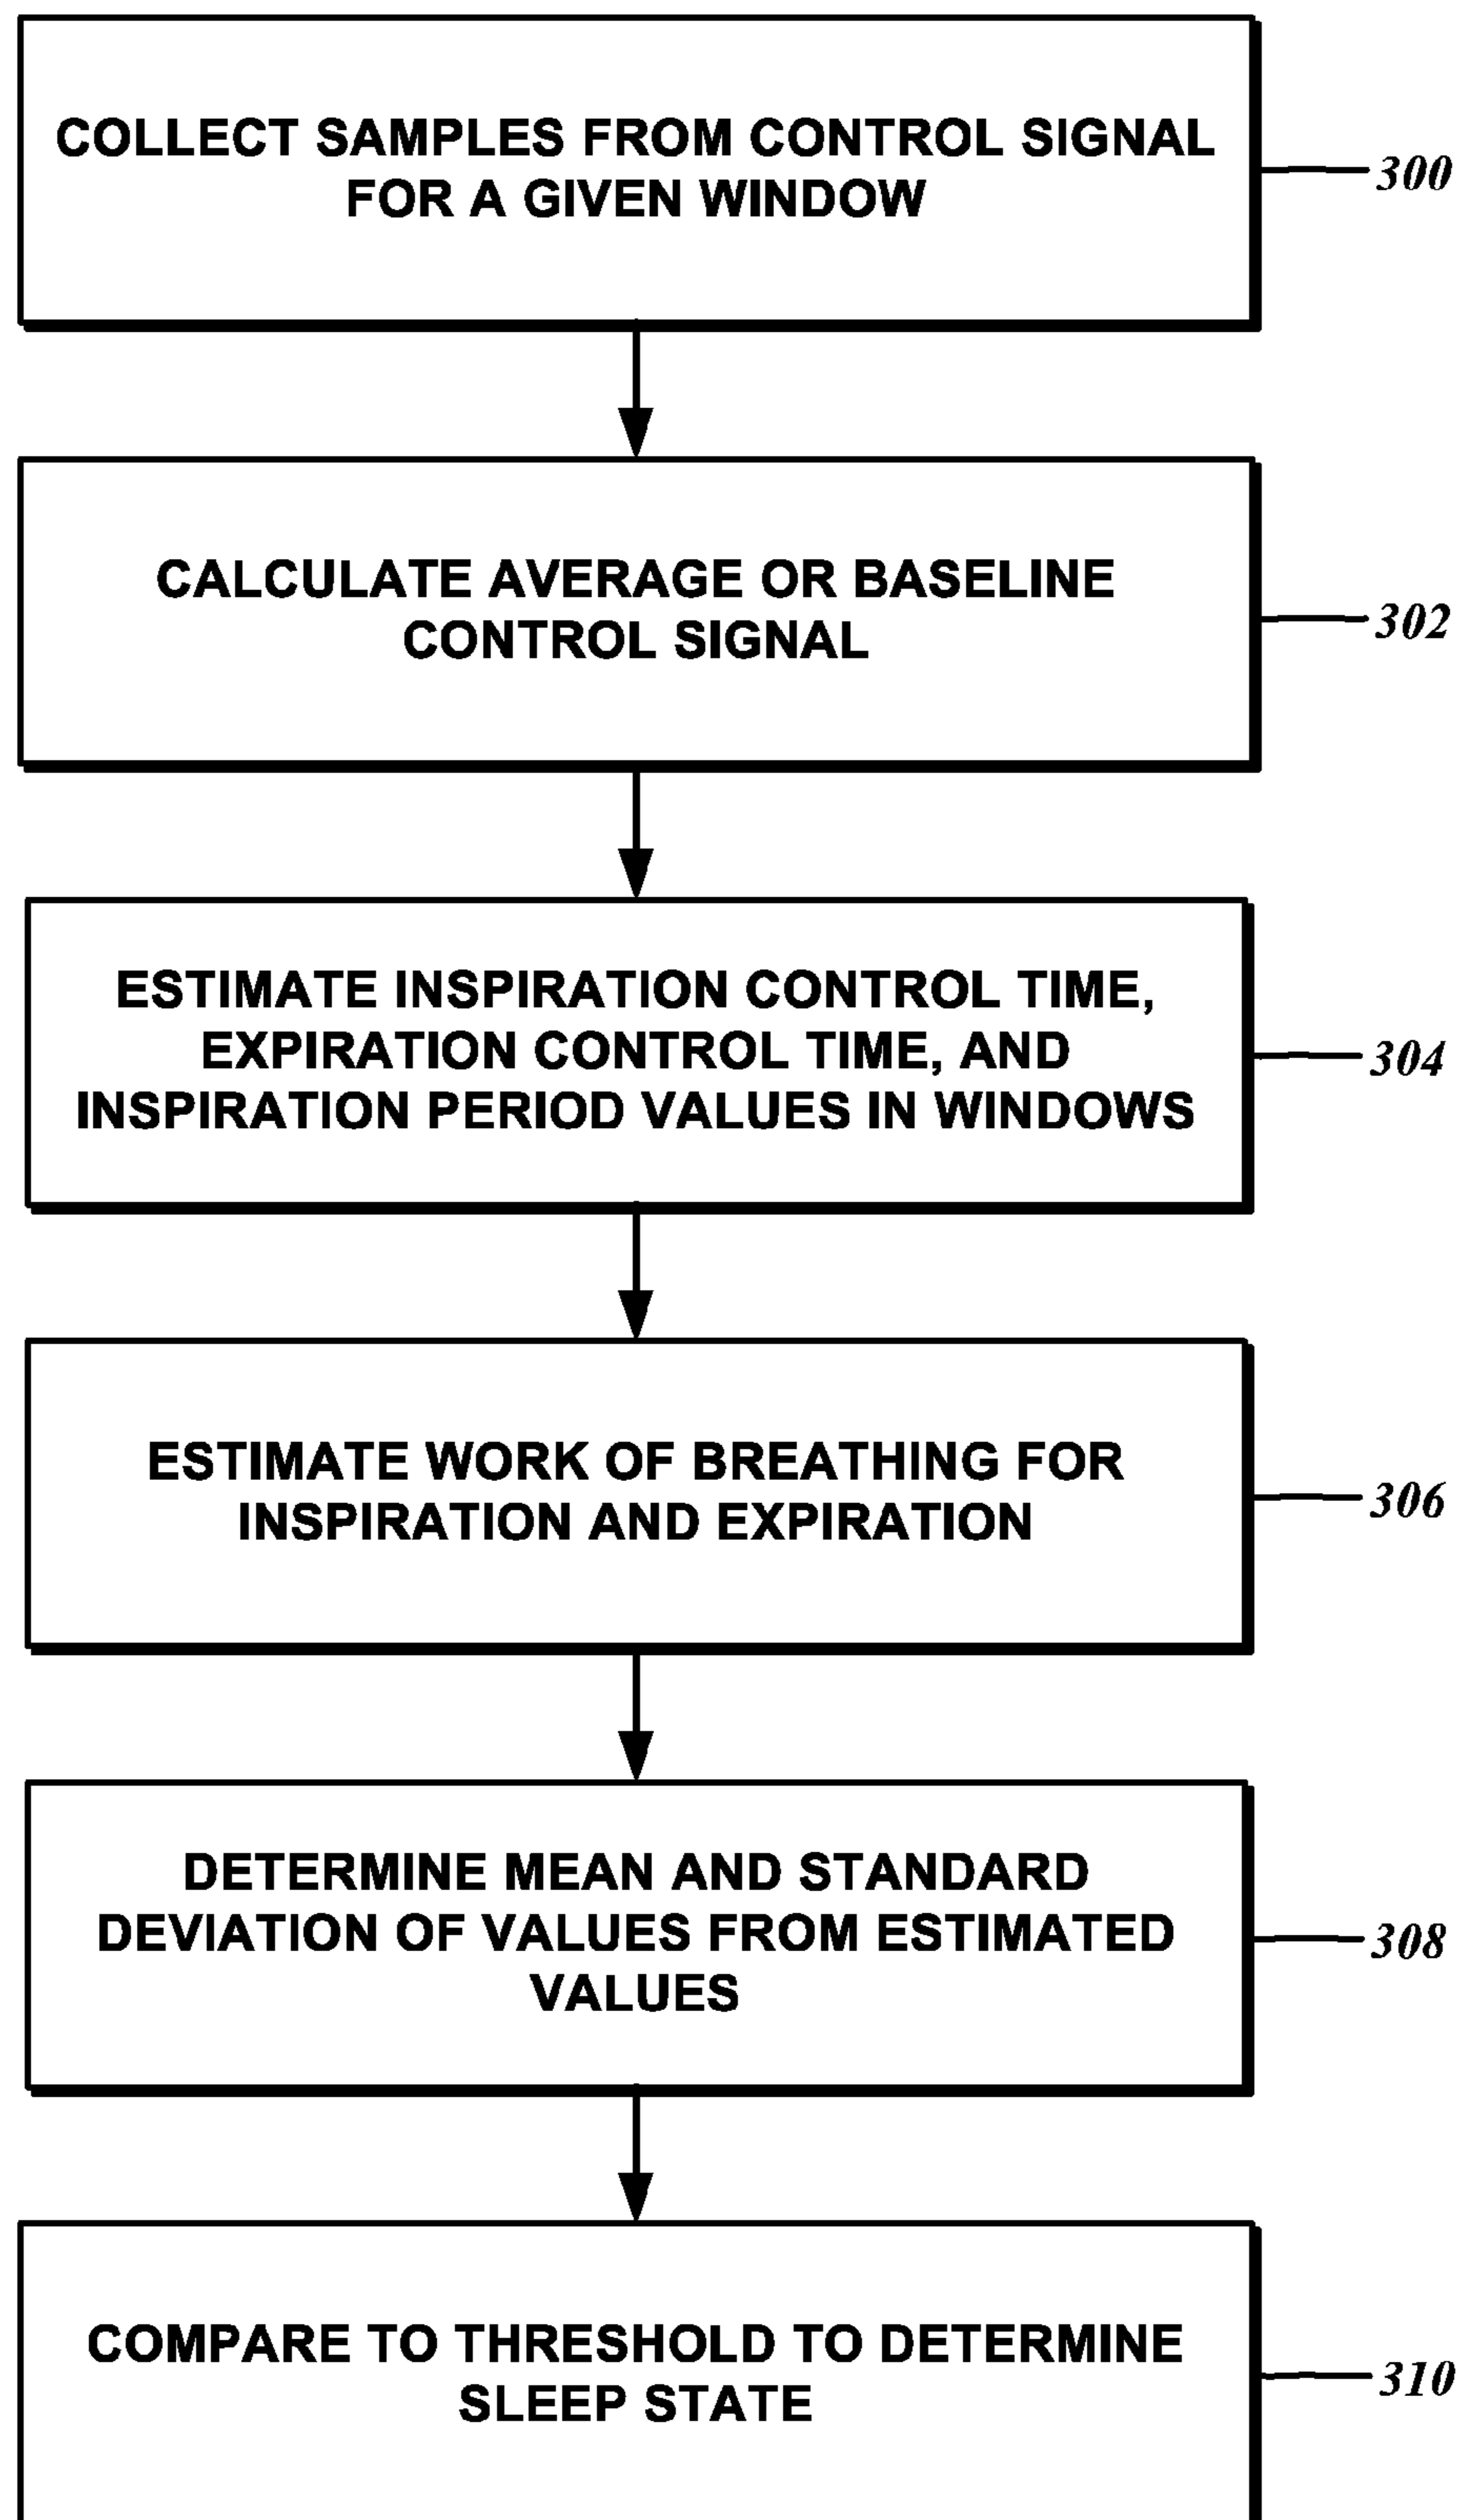 COLLECT SAMPLES FROM CONTROL SIGNAL
FOR A GIVEN WINDOW
300
CALCULATE AVERAGE OR BASELINE
CONTROL SIGNAL
302
ESTIMATE INSPIRATION CONTROL TIME,
EXPIRATION CONTROL TIME, AND
INSPIRATION PERIOD VALUES IN WINDOWS
304
ESTIMATE WORK OF BREATHING FOR
INSPIRATION AND EXPIRATION
306
DETERMINE MEAN AND STANDARD
DEVIATION OF VALUES FROM ESTIMATED
VALUES
308
COMPARE TO THRESHOLD TO DETERMINE
SLEEP STATE
310